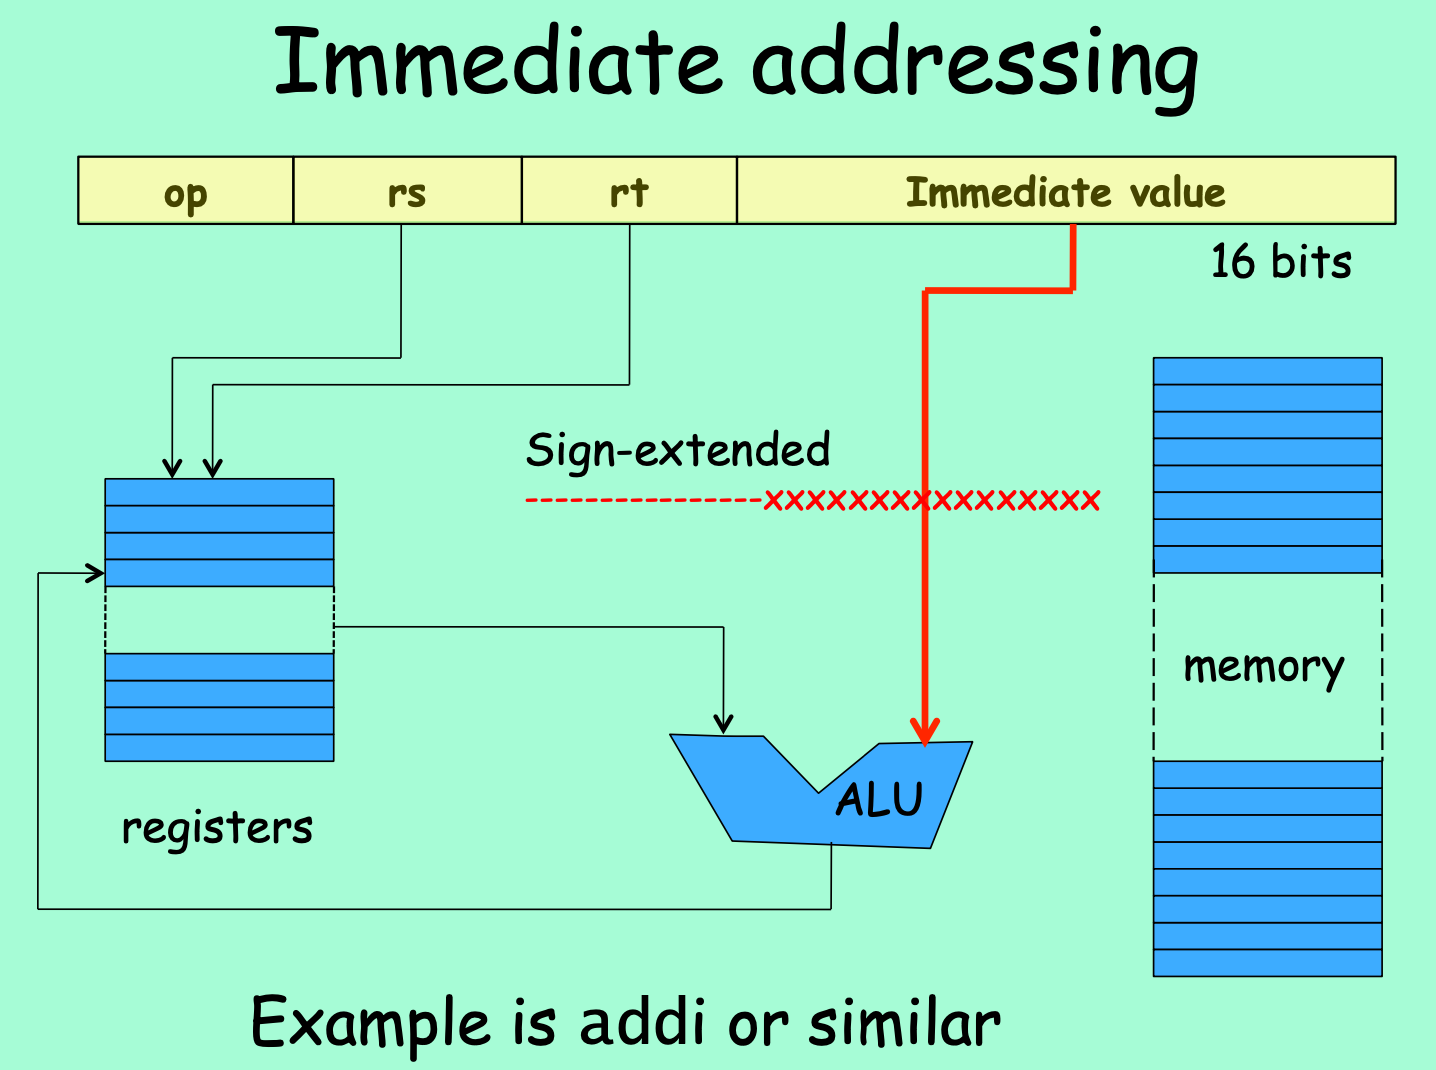 Immediate addressing
op rs rt Immediate value
16 bits
Sign-extended
----------------xxxxxxxxxxxxxxxx
memory
ALU
registers
Example is addi or similar